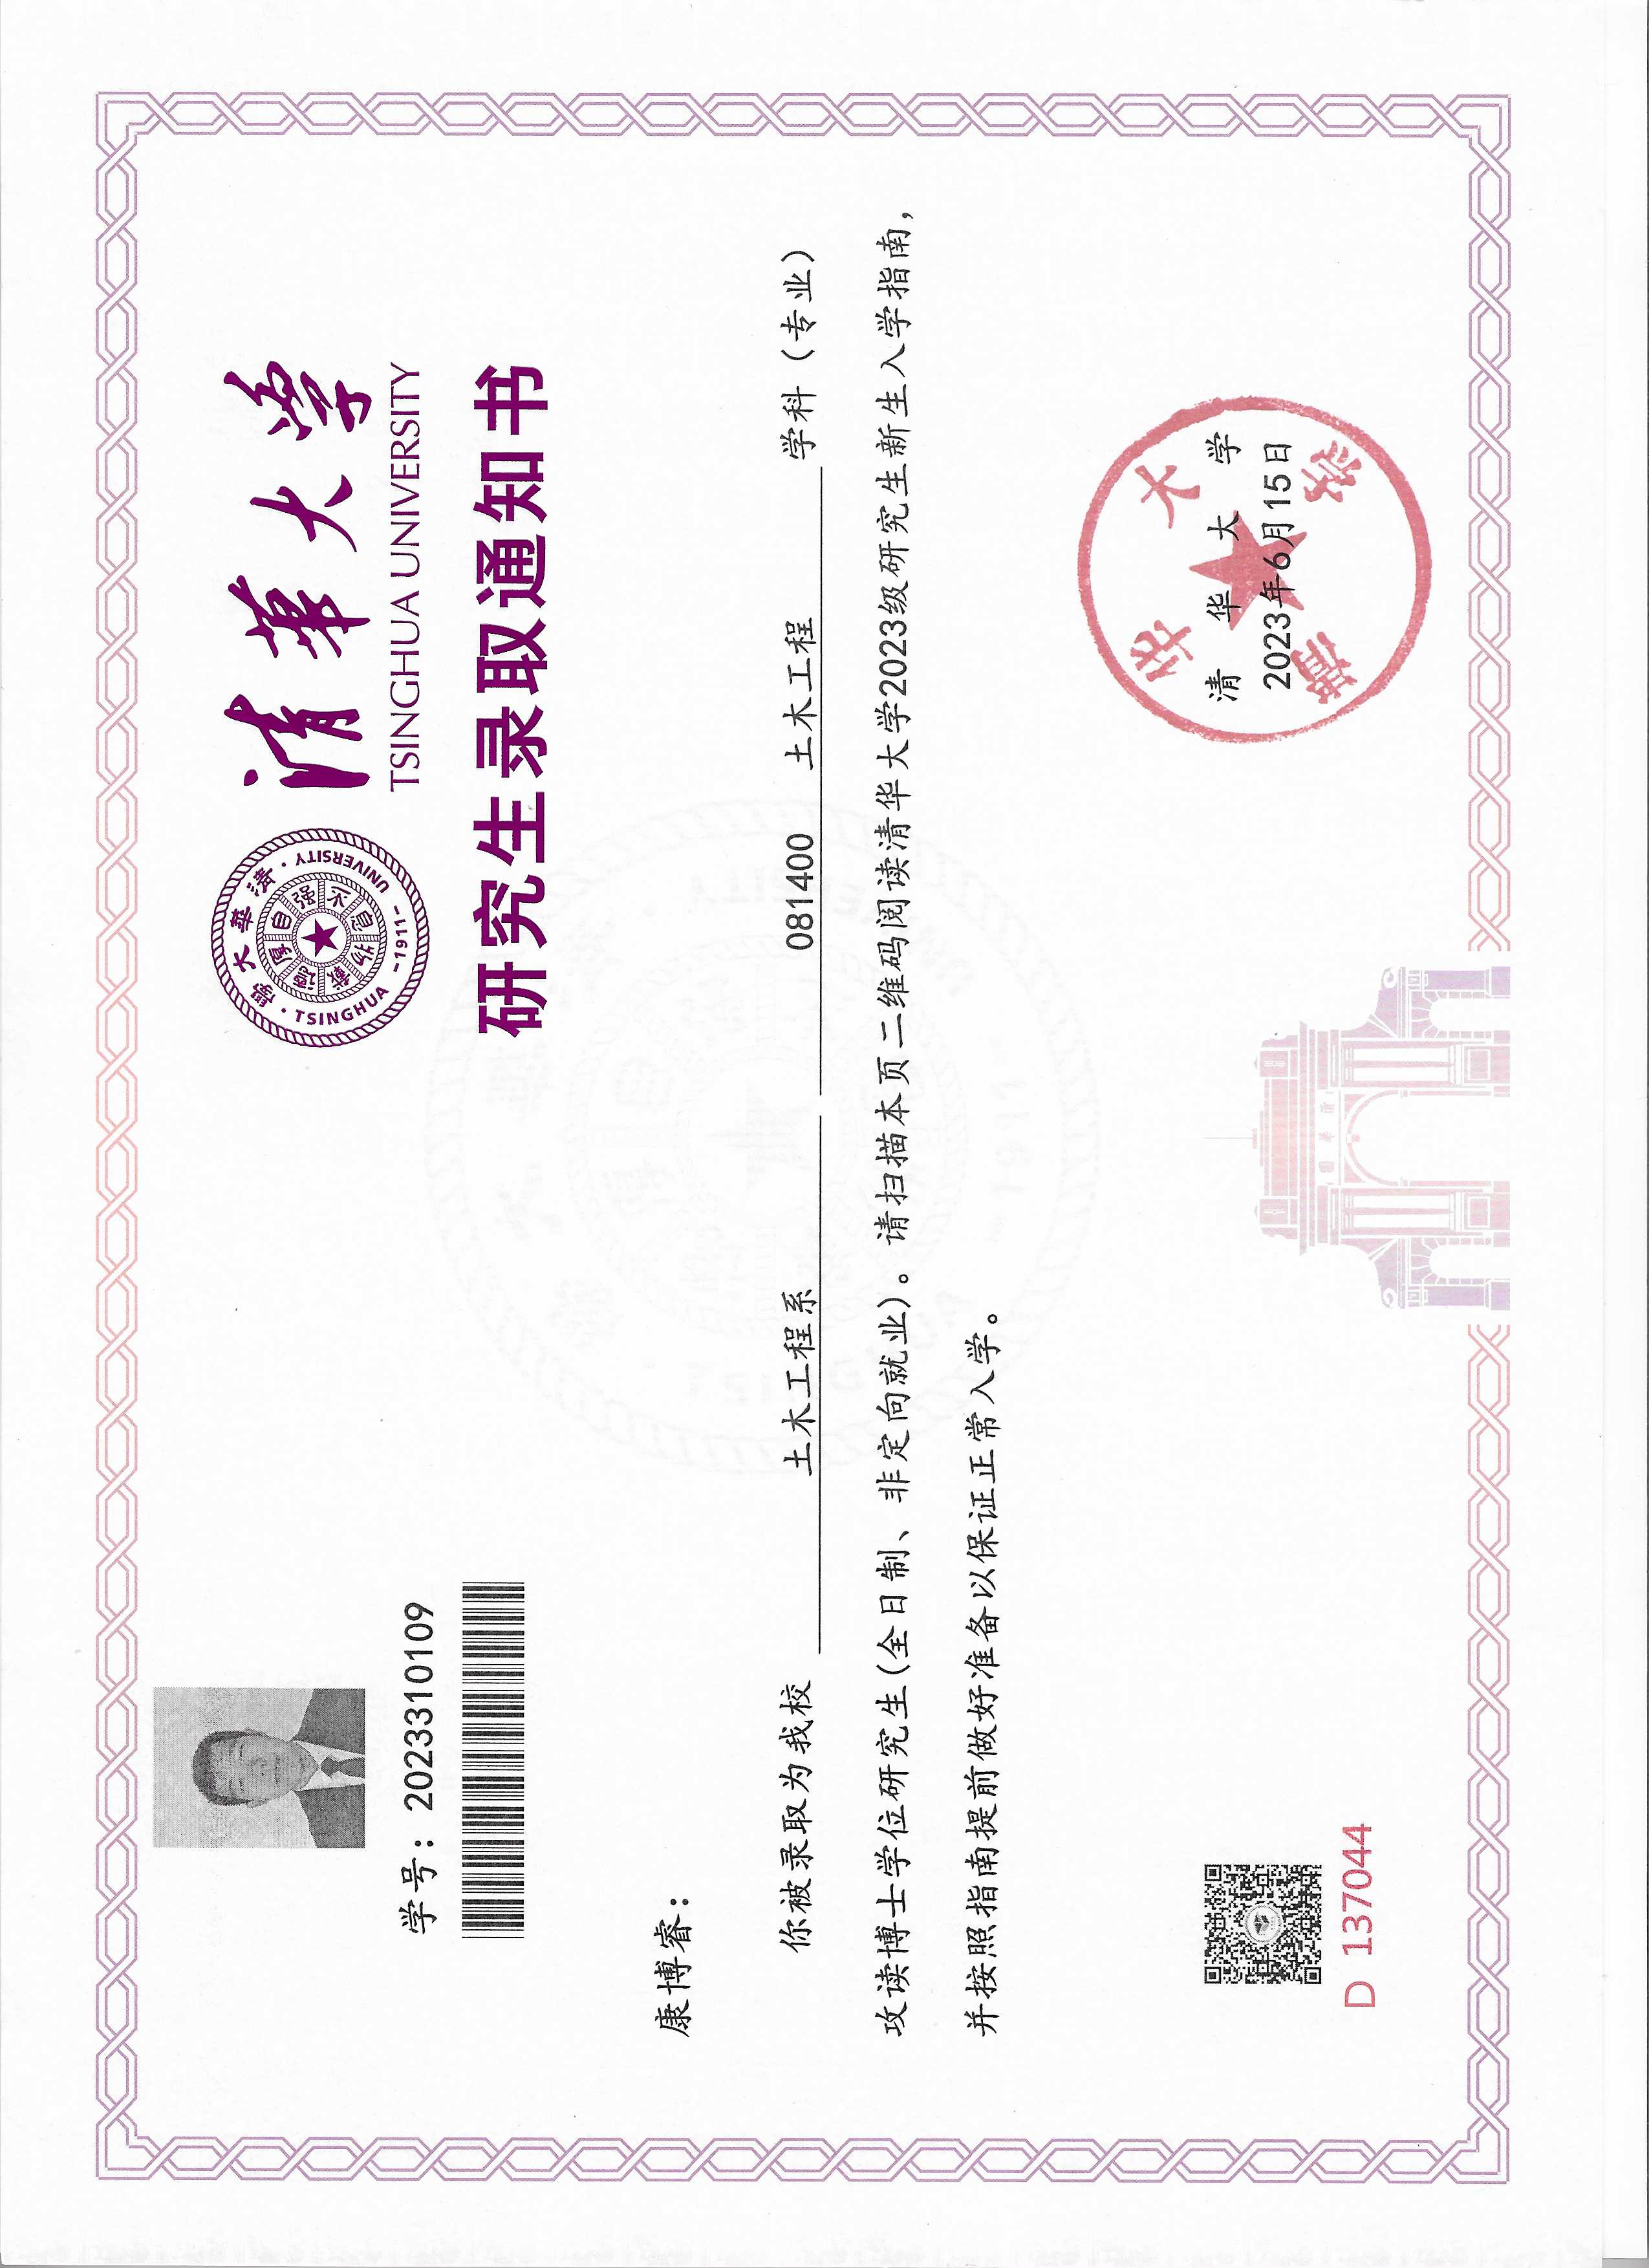 学号：2023310109
清華大學
TSINGHUA UNIVERSITY
自强不息
厚德載物
-1911-
清華大学
TSINGHUA UNIVERSITY
研究生录取通知书
康博睿：
你被录取为我校 土木工程系 081400 土木工程 学科（专业）
攻读博士学位研究生(全日制、非定向就业)。请扫描本页二维码阅读清华大学2023级研究生新生入学指南，
并按照指南提前做好准备以保证正常入学。
清华大学
清 华 大 学
2023年6月15日
D 137044
清華園